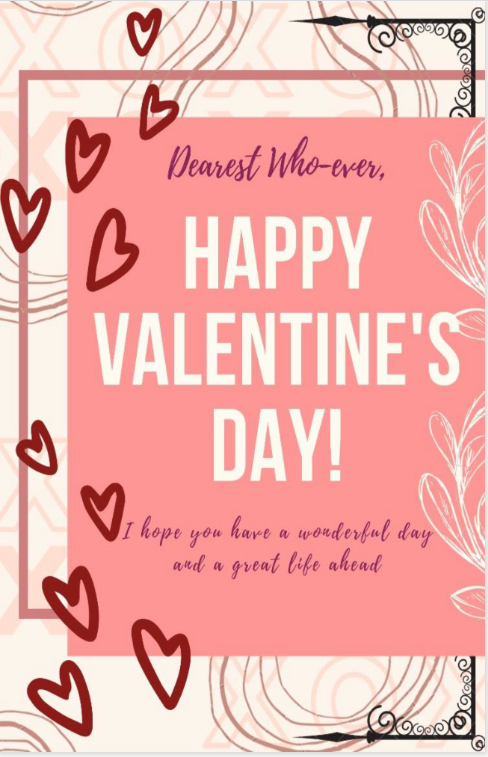 Dearest Who-ever,
HAPPY
VALENTINE'S
DAY!
I hope you have a wonderful day
and a great life ahead